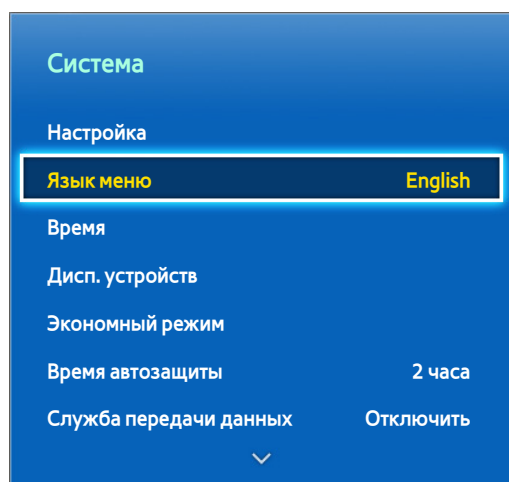 Система
Настройка
Язык меню English
Время
Дисп. устройств
Экономный режим
Время автозащиты 2 часа
Служба передачи данных Отключить